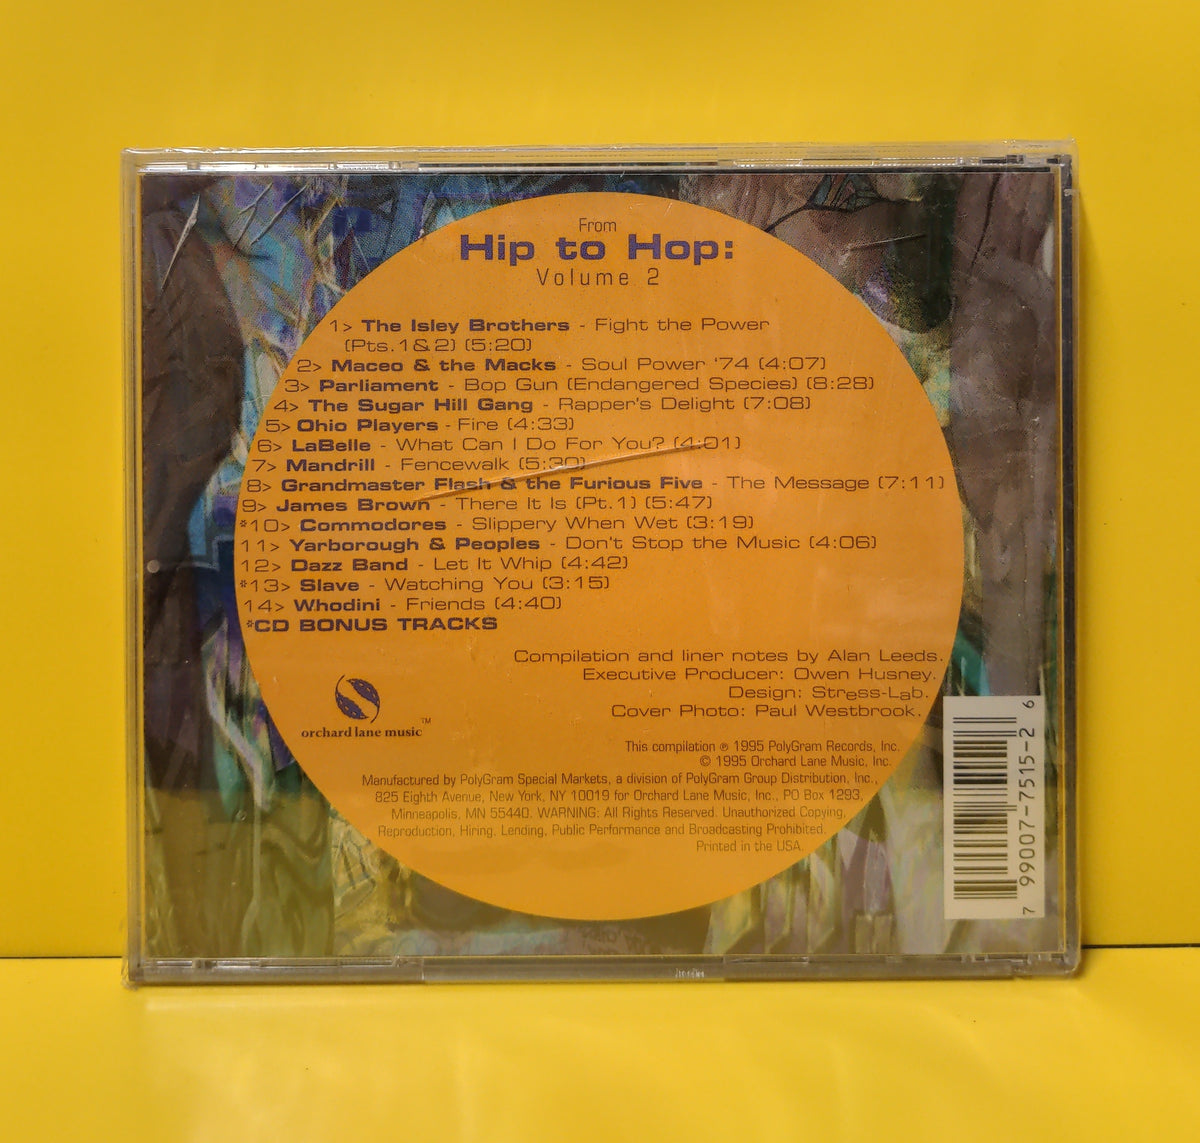 From
Hip to Hop:
Volume 2
1> The Isley Brothers - Fight the Power
(Pts.1&2) (5:20)
2> Maceo & the Macks - Soul Power '74 (4:07)
3> Parliament - Bop Gun (Endangered Species) (8:28)
4> The Sugar Hill Gang - Rapper's Delight (7:08)
5> Ohio Players - Fire (4:33)
6> LaBelle - What Can I Do For You? (4:01)
7> Mandrill - Fencewalk (5:30)
8> Grandmaster Flash & the Furious Five - The Message (7:11)
9> James Brown - There It Is (Pt.1) (5:47)
*10> Commodores - Slippery When Wet (3:19)
11> Yarborough & Peoples - Don't Stop the Music (4:06)
12> Dazz Band - Let It Whip (4:42)
*13> Slave - Watching You (3:15)
14> Whodini - Friends (4:40)
*CD BONUS TRACKS
Compilation and liner notes by Alan Leeds.
Executive Producer: Owen Husney.
Design: Stress-Lab.
Cover Photo: Paul Westbrook.
orchard lane music™
This compilation ℗ 1995 PolyGram Records, Inc.
© 1995 Orchard Lane Music, Inc.
Manufactured by PolyGram Special Markets, a division of PolyGram Group Distribution, Inc.,
825 Eighth Avenue, New York, NY 10019 for Orchard Lane Music, Inc., PO Box 1293,
Minneapolis, MN 55440. WARNING: All Rights Reserved. Unauthorized Copying,
Reproduction, Hiring, Lending, Public Performance and Broadcasting Prohibited.
Printed in the USA.
7 99007-7515-2 6